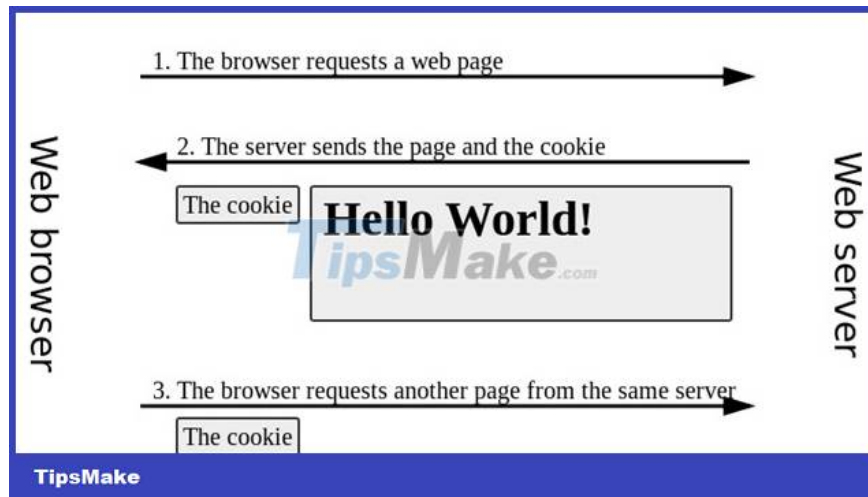 1. The browser requests a web page
2. The server sends the page and the cookie
Web browser
Web server
The cookie
Hello World!
TipsMake.com
3. The browser requests another page from the same server
The cookie
TipsMake